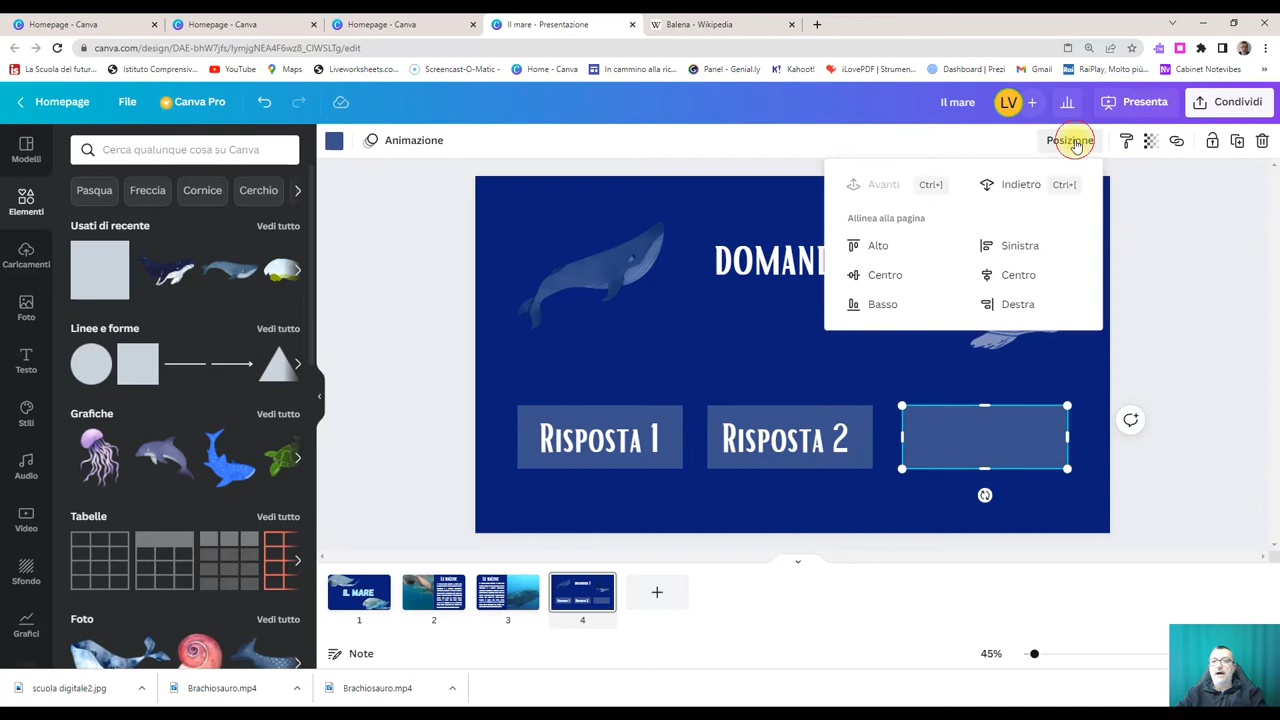 Homepage - Canva
Homepage - Canva
Homepage - Canva
Il mare - Presentazione
Balena - Wikipedia
canva.com/design/DAE-bhW7jfs/IymjgNEA4F6wz8_CIWSLTg/edit
La Scuola del futur...
Istituto Comprensiv...
YouTube
Maps
Liveworksheets.co...
Screencast-O-Matic -
Home - Canva
In cammino alla ric...
Panel - Genial.ly
Kahoot!
iLovePDF | Strumen...
Dashboard | Prezi
Gmail
RaiPlay, Molto più...
Cabinet Notevibes
Homepage
File
Canva Pro
Il mare
LV
+
Presenta
Condividi
Modelli
Elementi
Caricamenti
Foto
Testo
Stili
Audio
Video
Sfondo
Grafici
Cerca qualunque cosa su Canva
Pasqua
Freccia
Cornice
Cerchio
Usati di recente
Vedi tutto
Linee e forme
Vedi tutto
Grafiche
Vedi tutto
Tabelle
Vedi tutto
Foto
Vedi tutto
Animazione
Posizione
Avanti Ctrl+]
Indietro Ctrl+[
Allinea alla pagina
Alto
Sinistra
Centro
Centro
Basso
Destra
Risposta 1
Risposta 2
IL MARE
Le balene
Le balene
1
2
3
4
Note
45%
scuola digitale2.jpg
Brachiosauro.mp4
Brachiosauro.mp4